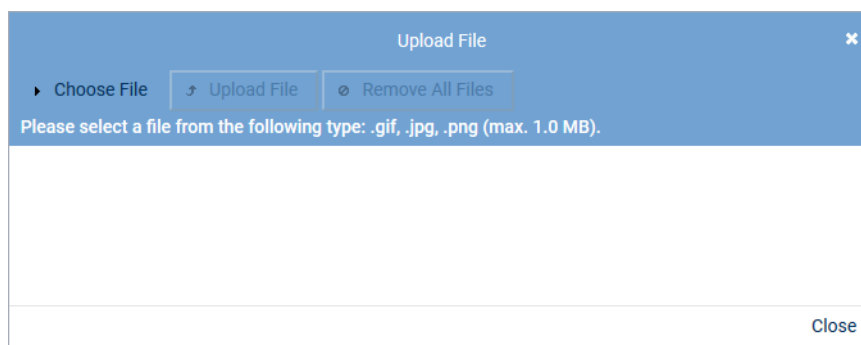 Upload File
Choose File Upload File Remove All Files
Please select a file from the following type: .gif, .jpg, .png (max. 1.0 MB).
Close